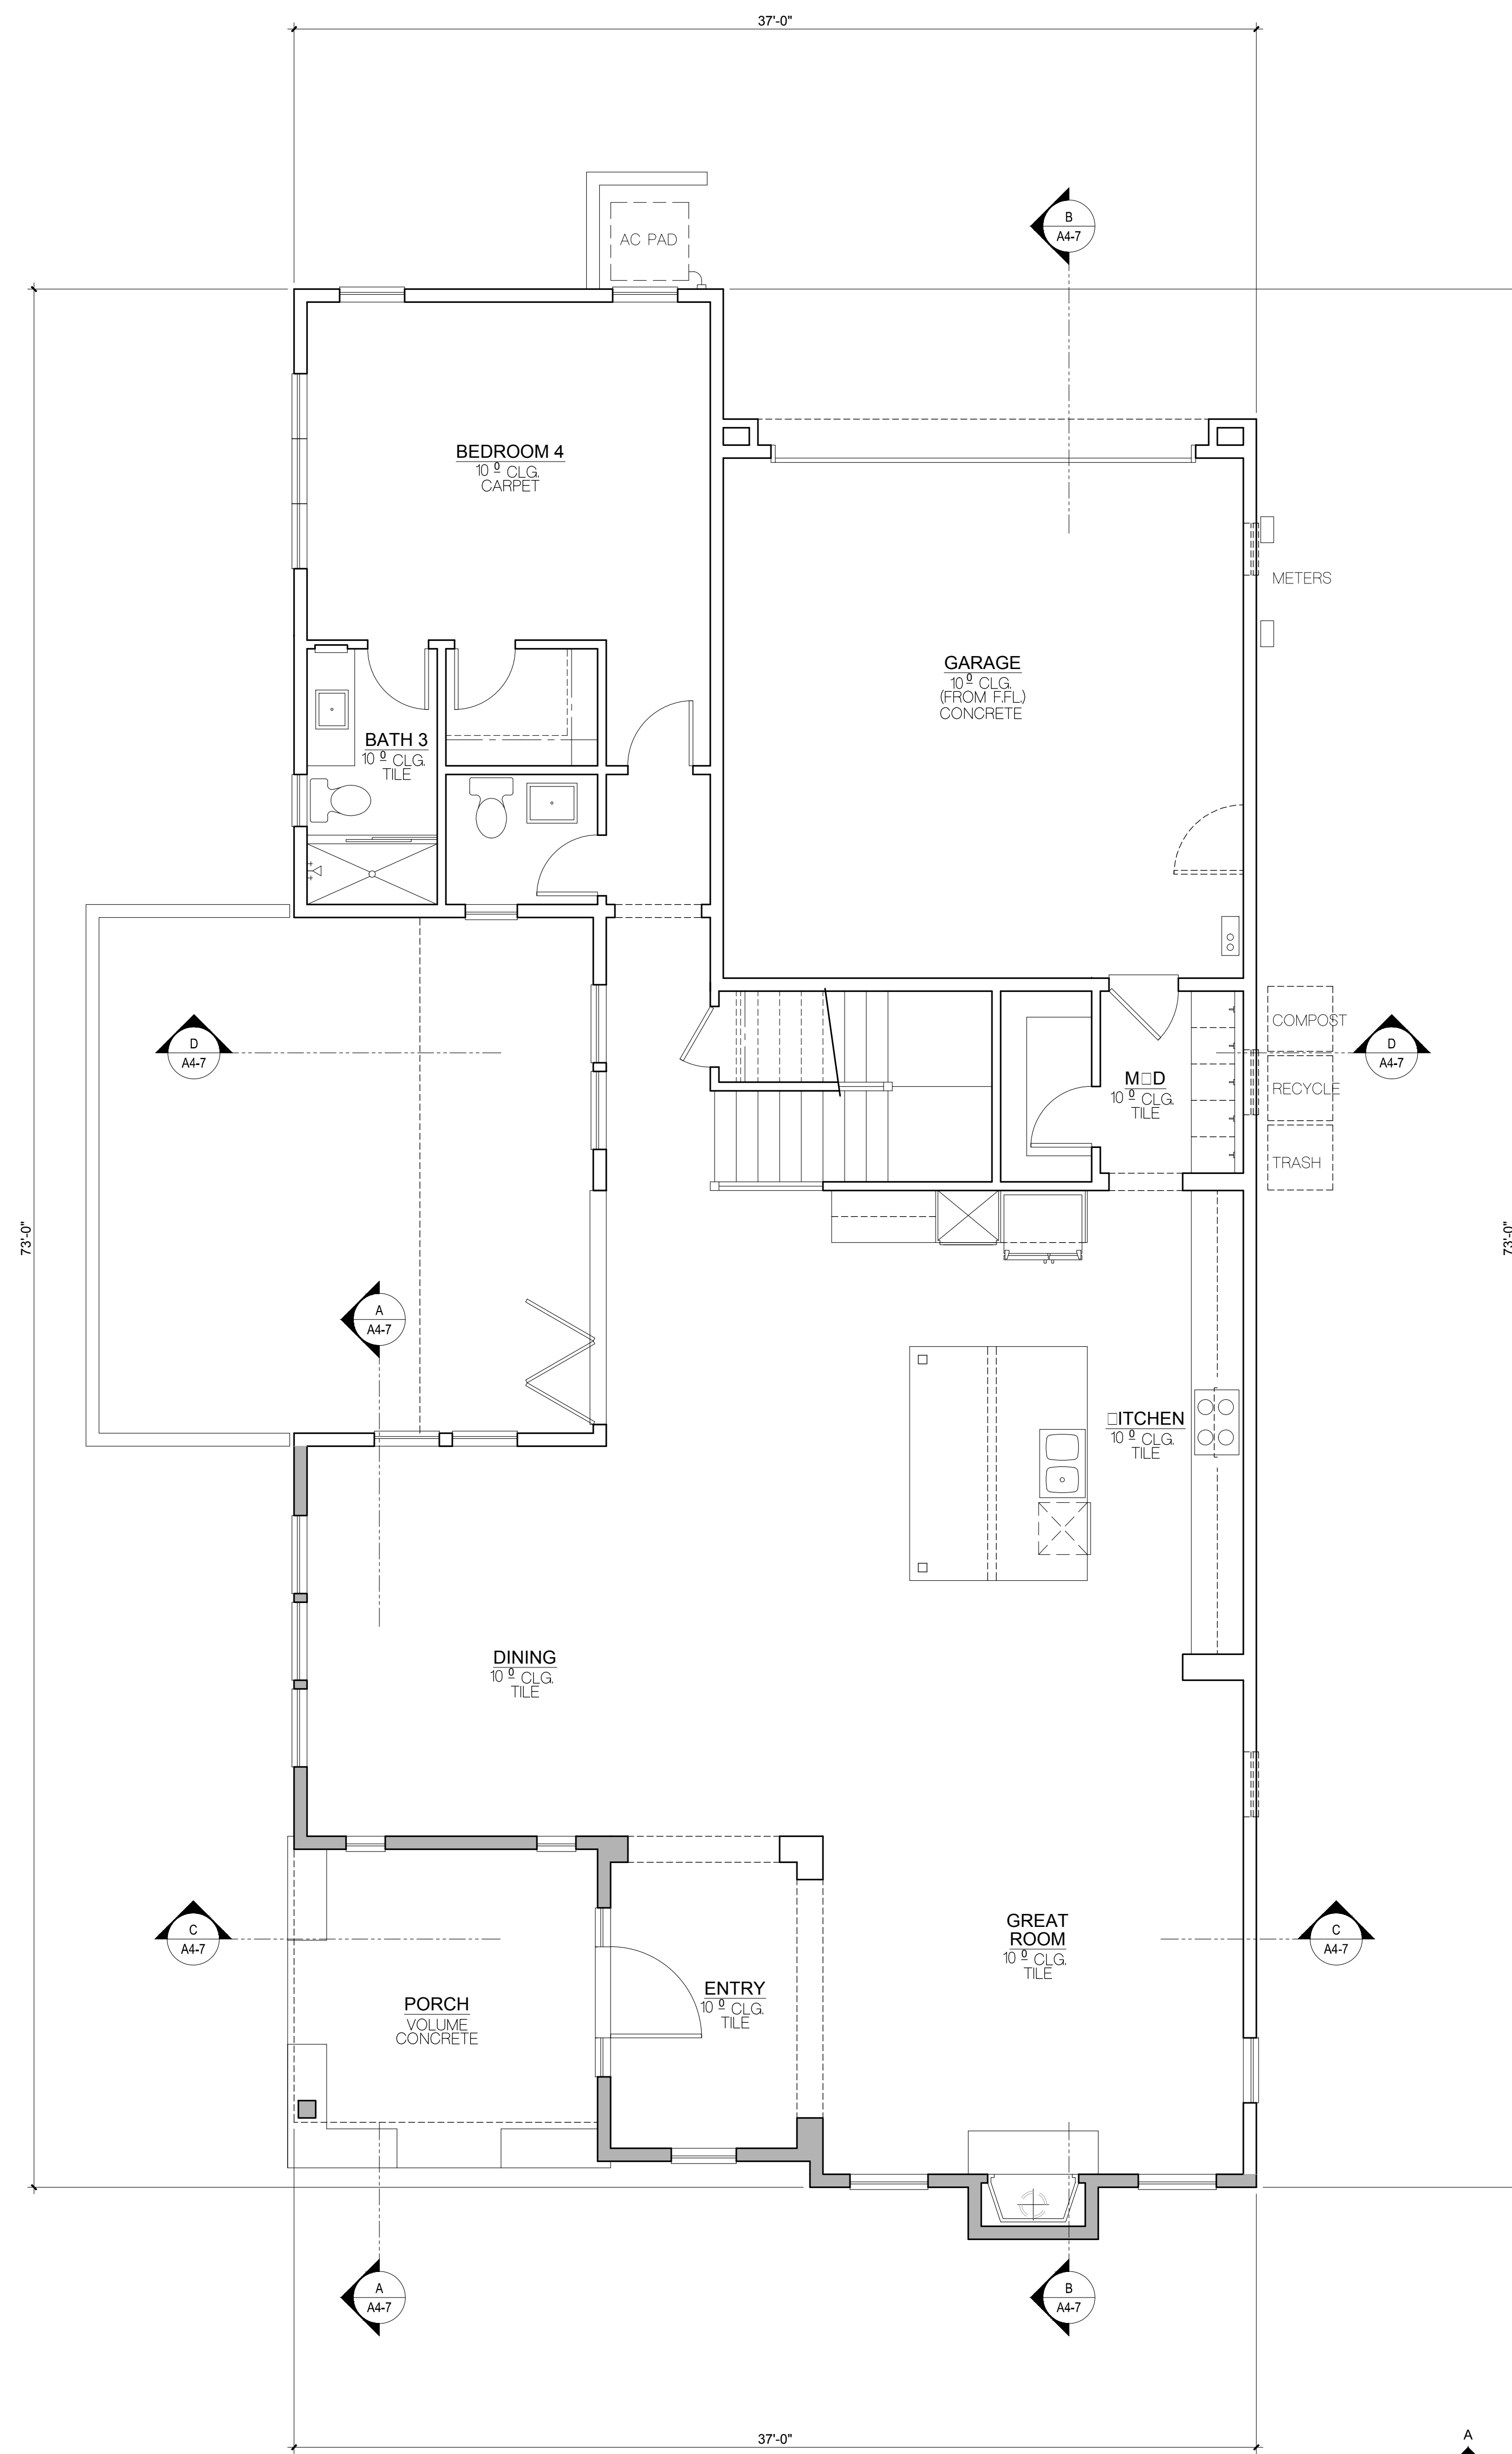 37'-0"
AC PAD
B
A4-7
BEDROOM 4
10 0 CLG.
CARPET
METERS
GARAGE
10 0 CLG.
(FROM F.FL.)
CONCRETE
BATH 3
10 0 CLG.
TILE
COMPOST
D
A4-7
D
A4-7
M□D
10 0 CLG.
TILE
RECYCLE
TRASH
73'-0"
73'-0"
A
A4-7
□ITCHEN
10 0 CLG.
TILE
DINING
10 0 CLG.
TILE
GREAT
ROOM
10 0 CLG.
TILE
C
A4-7
C
A4-7
ENTRY
10 0 CLG.
TILE
PORCH
VOLUME
CONCRETE
A
A4-7
B
A4-7
37'-0"
A